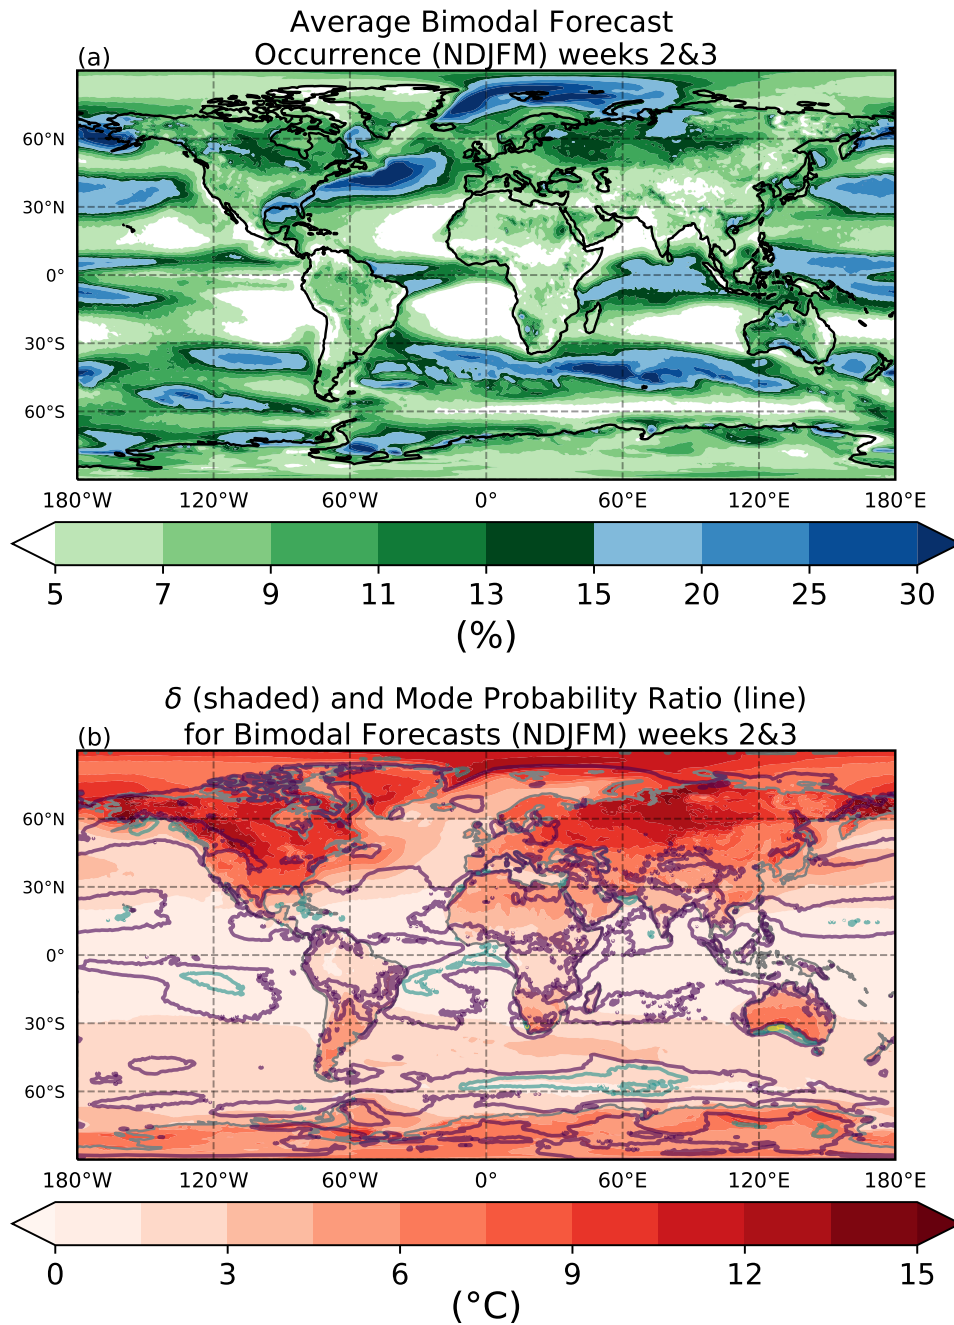 Average Bimodal Forecast
(a) Occurrence (NDJFM) weeks 2&3
60°N
30°N
0°
30°S
60°S
180°W 120°W 60°W 0° 60°E 120°E 180°E
5 7 9 11 13 15 20 25 30
(%)
δ (shaded) and Mode Probability Ratio (line)
(b) for Bimodal Forecasts (NDJFM) weeks 2&3
60°N
30°N
0°
30°S
60°S
180°W 120°W 60°W 0° 60°E 120°E 180°E
0 3 6 9 12 15
(°C)